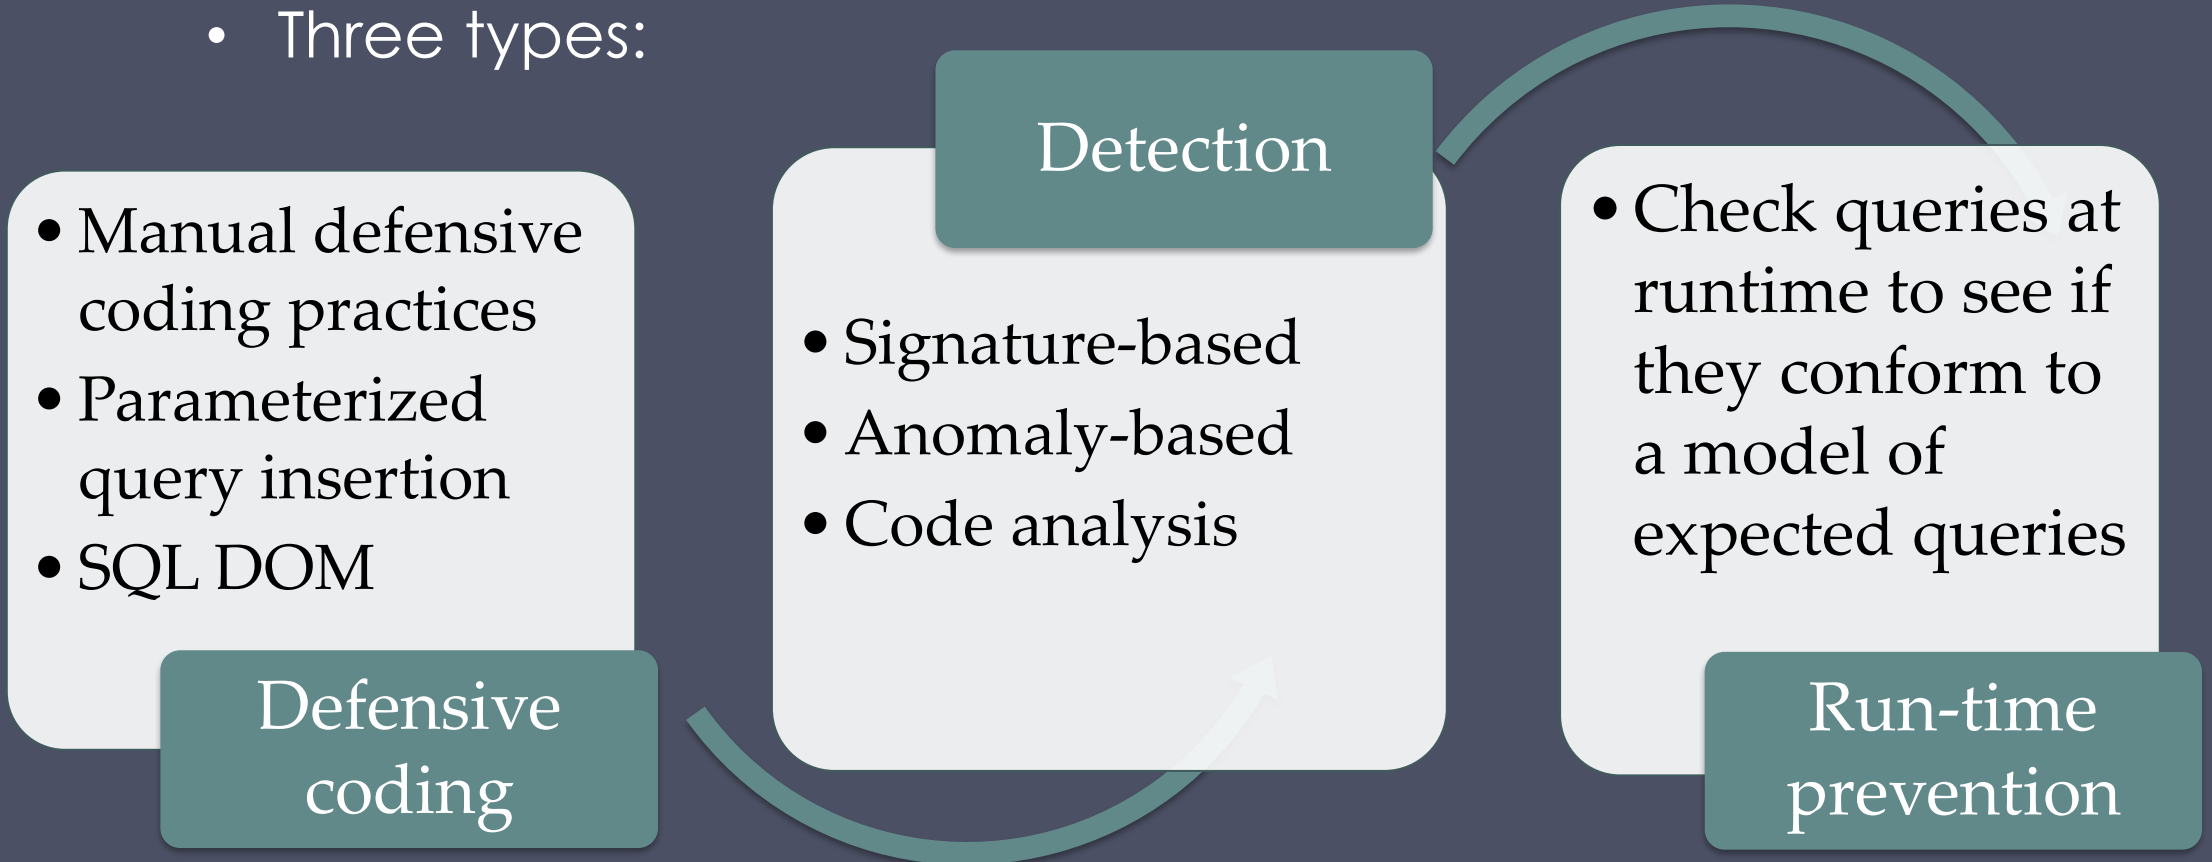 • Three types:
• Manual defensive
coding practices
• Parameterized
query insertion
• SQL DOM
Defensive
coding
Detection
• Signature-based
• Anomaly-based
• Code analysis
• Check queries at
runtime to see if
they conform to
a model of
expected queries
Run-time
prevention